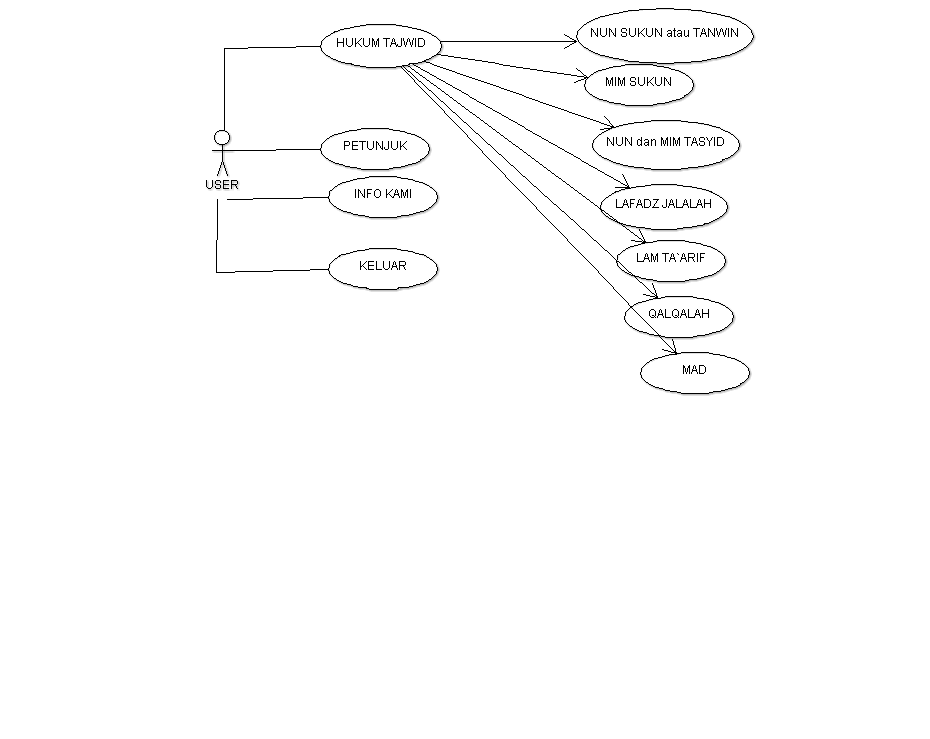 HUKUM TAJWID
NUN SUKUN atau TANWIN
MIM SUKUN
NUN dan MIM TASYID
PETUNJUK
USER
INFO KAMI
LAFADZ JALALAH
LAM TA`ARIF
KELUAR
QALQALAH
MAD